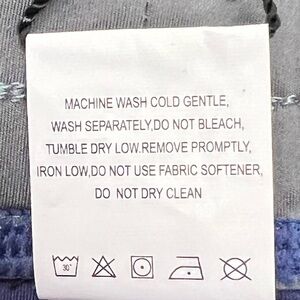 MACHINE WASH COLD GENTLE,
WASH SEPARATELY,DO NOT BLEACH,
TUMBLE DRY LOW.REMOVE PROMPTLY,
IRON LOW,DO NOT USE FABRIC SOFTENER,
DO NOT DRY CLEAN
30°